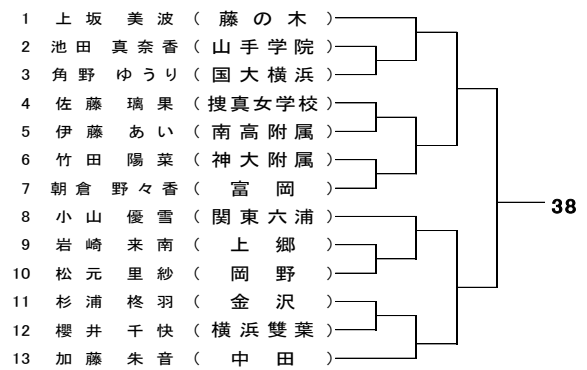 1 上坂 美波 ( 藤の木 )
2 池田 真奈香 ( 山手学院 )
3 角野 ゆうり ( 国大横浜 )
4 佐藤 璃果 ( 捜真女学校 )
5 伊藤 あい ( 南高附属 )
6 竹田 陽菜 ( 神大附属 )
7 朝倉 野々香 ( 富岡 )
38
8 小山 優雪 ( 関東六浦 )
9 岩崎 来南 ( 上郷 )
10 松元 里紗 ( 岡野 )
11 杉浦 柊羽 ( 金沢 )
12 櫻井 千快 ( 横浜雙葉 )
13 加藤 朱音 ( 中田 )